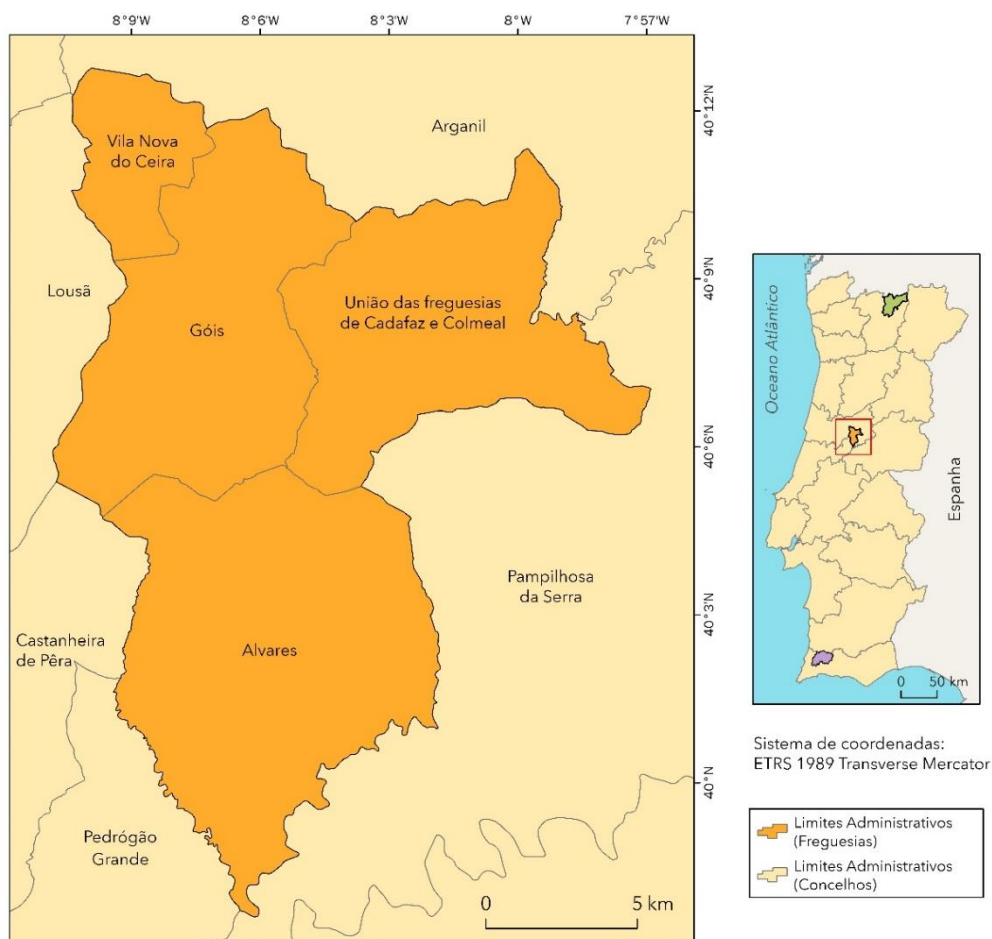 8°9'W
8°6'W
8°3'W
8°W
7°57'W
40°12'N
40°9'N
40°6'N
40°3'N
40°N
Arganil
Vila Nova
do Ceira
Lousã
Góis
União das freguesias
de Cadafaz e Colmeal
Pampilhosa
da Serra
Castanheira
de Pêra
Alvares
Pedrógão
Grande
0
5 km
Oceano Atlântico
Espanha
0
50 km
Sistema de coordenadas:
ETRS 1989 Transverse Mercator
Limites Administrativos
(Freguesias)
Limites Administrativos
(Concelhos)